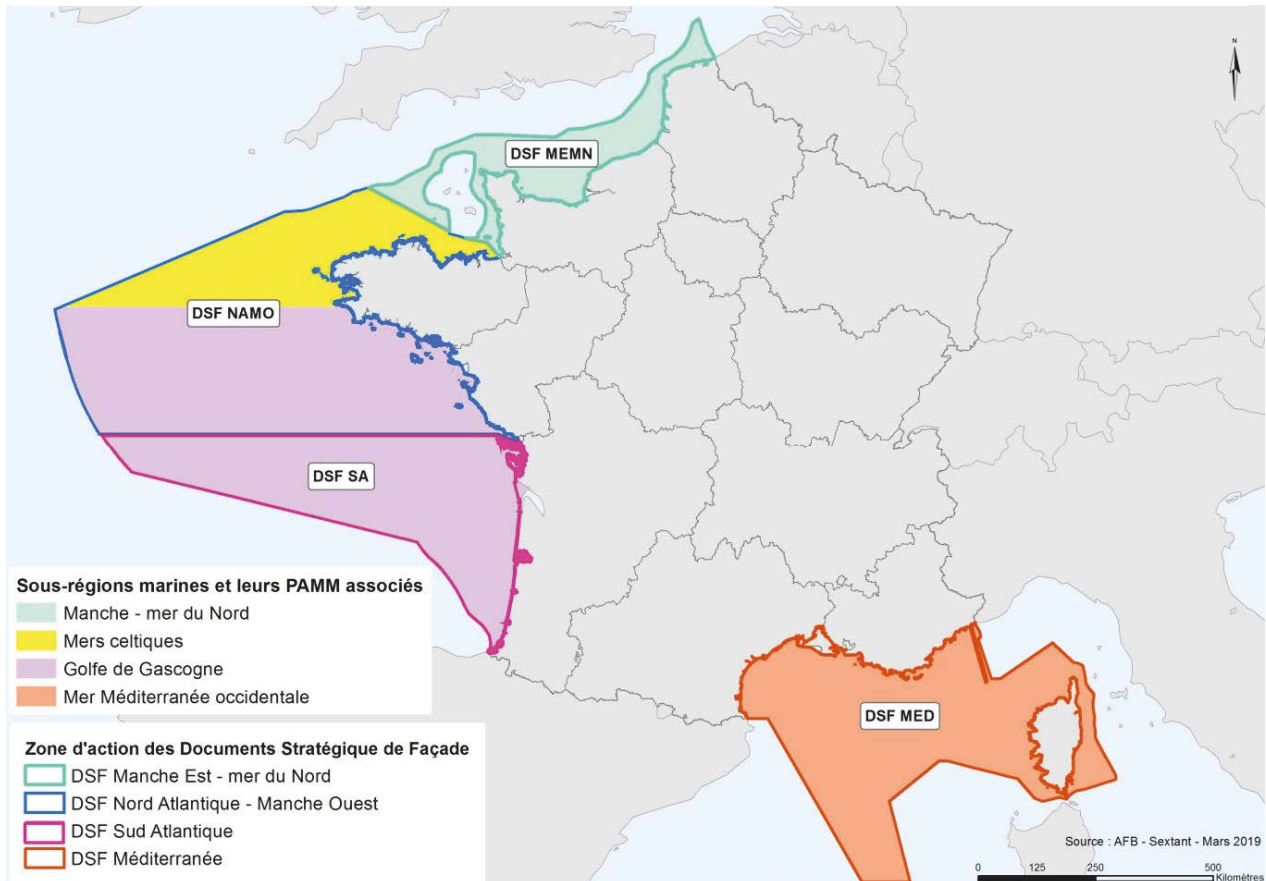 N
DSF MEMN
DSF NAMO
DSF SA
DSF MED
Sous-régions marines et leurs PAMM associés
Manche - mer du Nord
Mers celtiques
Golfe de Gascogne
Mer Méditerranée occidentale
Zone d'action des Documents Stratégique de Façade
DSF Manche Est - mer du Nord
DSF Nord Atlantique - Manche Ouest
DSF Sud Atlantique
DSF Méditerranée
Source : AFB - Sextant - Mars 2019
0 125 250 500
Kilomètres